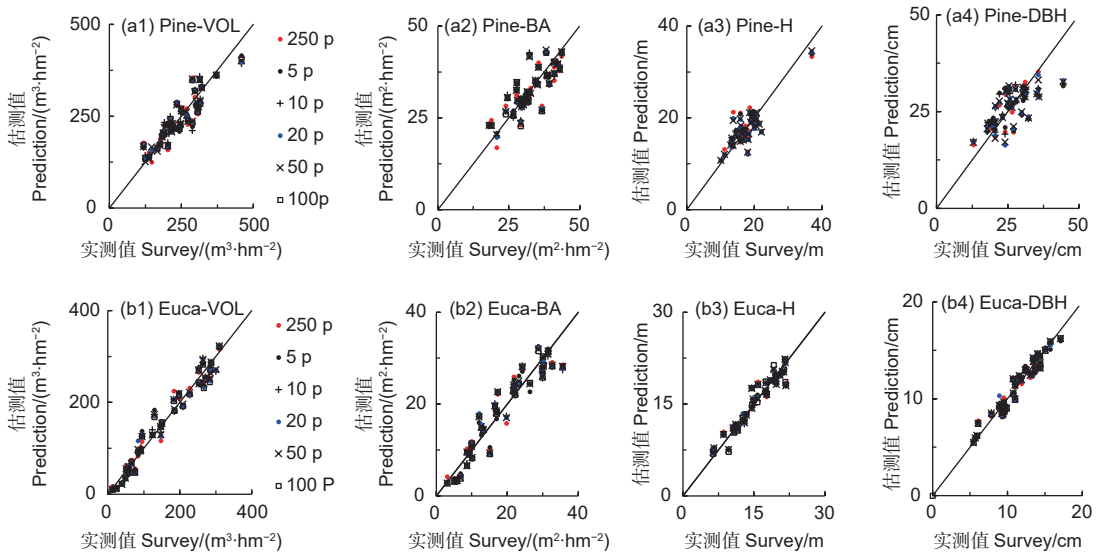 (a1) Pine-VOL
500
250
0
0
250
500
估测值
Prediction/(m³·hm⁻²)
实测值 Survey/(m³·hm⁻²)
250 p
5 p
10 p
20 p
50 p
100p
(a2) Pine-BA
50
25
0
0
25
50
估测值
Prediction/(m²·hm⁻²)
实测值 Survey/(m²·hm⁻²)
(a3) Pine-H
40
20
0
0
20
40
估测值 Prediction/m
实测值 Survey/m
(a4) Pine-DBH
50
25
0
0
25
50
估测值 Prediction/cm
实测值 Survey/cm
(b1) Euca-VOL
400
200
0
0
200
400
估测值
Prediction/(m³·hm⁻²)
实测值 Survey/(m³·hm⁻²)
250 p
5 p
10 p
20 p
50 p
100 P
(b2) Euca-BA
40
20
0
0
20
40
估测值
Prediction/(m²·hm⁻²)
实测值 Survey/(m²·hm⁻²)
(b3) Euca-H
30
15
0
0
15
30
估测值 Prediction/m
实测值 Survey/m
(b4) Euca-DBH
20
10
0
0
10
20
估测值 Prediction/cm
实测值 Survey/cm